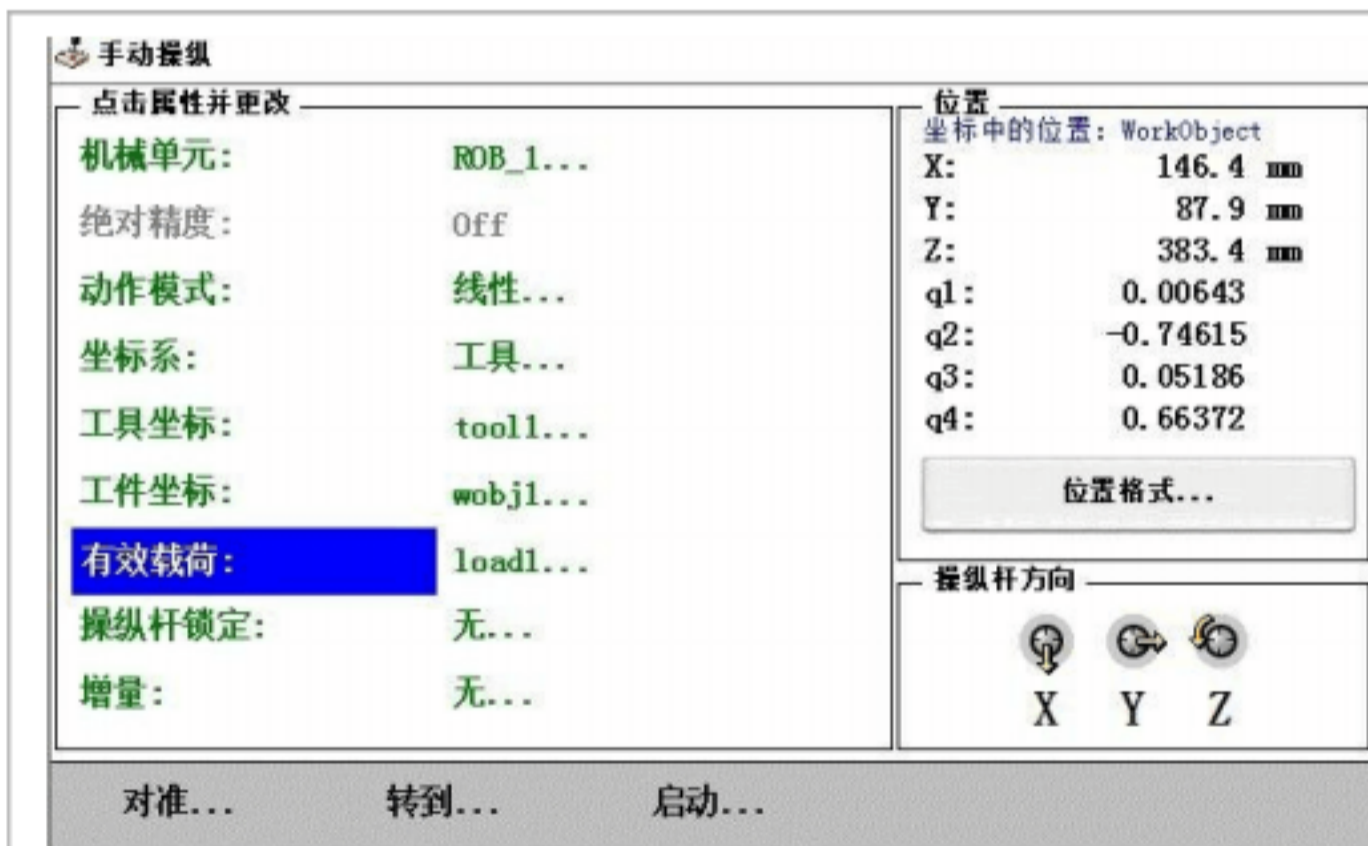 手动操纵
点击属性并更改
机械单元: ROB_1...
绝对精度: Off
动作模式: 线性...
坐标系: 工具...
工具坐标: tool1...
工件坐标: wobj1...
有效载荷: load1...
操纵杆锁定: 无...
增量: 无...
位置
坐标中的位置: WorkObject
X: 146.4 mm
Y: 87.9 mm
Z: 383.4 mm
q1: 0.00643
q2: -0.74615
q3: 0.05186
q4: 0.66372
位置格式...
操纵杆方向
X Y Z
对准... 转到... 启动...